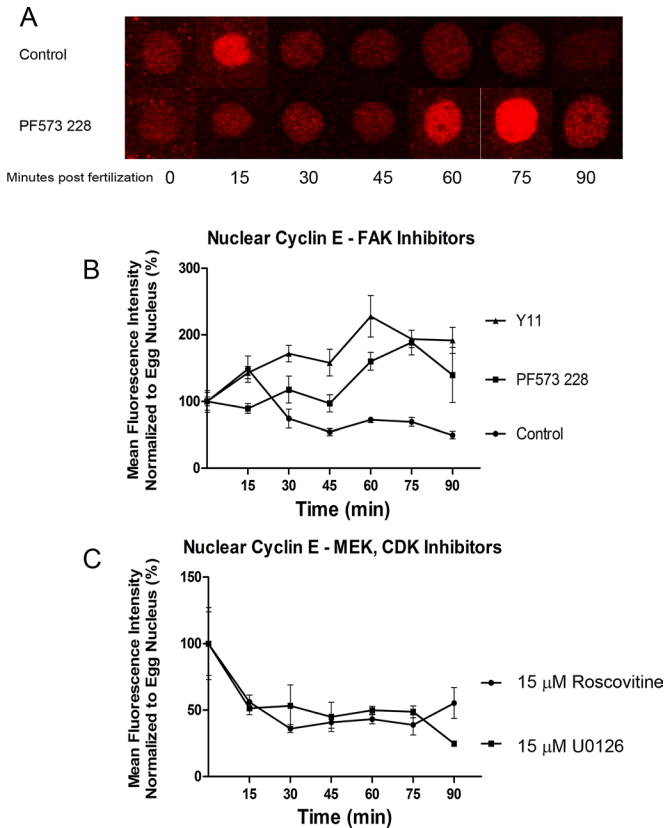 A
Control
PF573 228
Minutes post fertilization 0 15 30 45 60 75 90
Nuclear Cyclin E - FAK Inhibitors
B
Mean Fluorescence Intensity
Normalized to Egg Nucleus (%)
300
200
100
0
15 30 45 60 75 90
Time (min)
Y11
PF573 228
Control
Nuclear Cyclin E - MEK, CDK Inhibitors
C
Mean Fluorescence Intensity
Normalized to Egg Nucleus (%)
150
100
50
0
15 30 45 60 75 90
Time (min)
15 μM Roscovitine
15 μM U0126